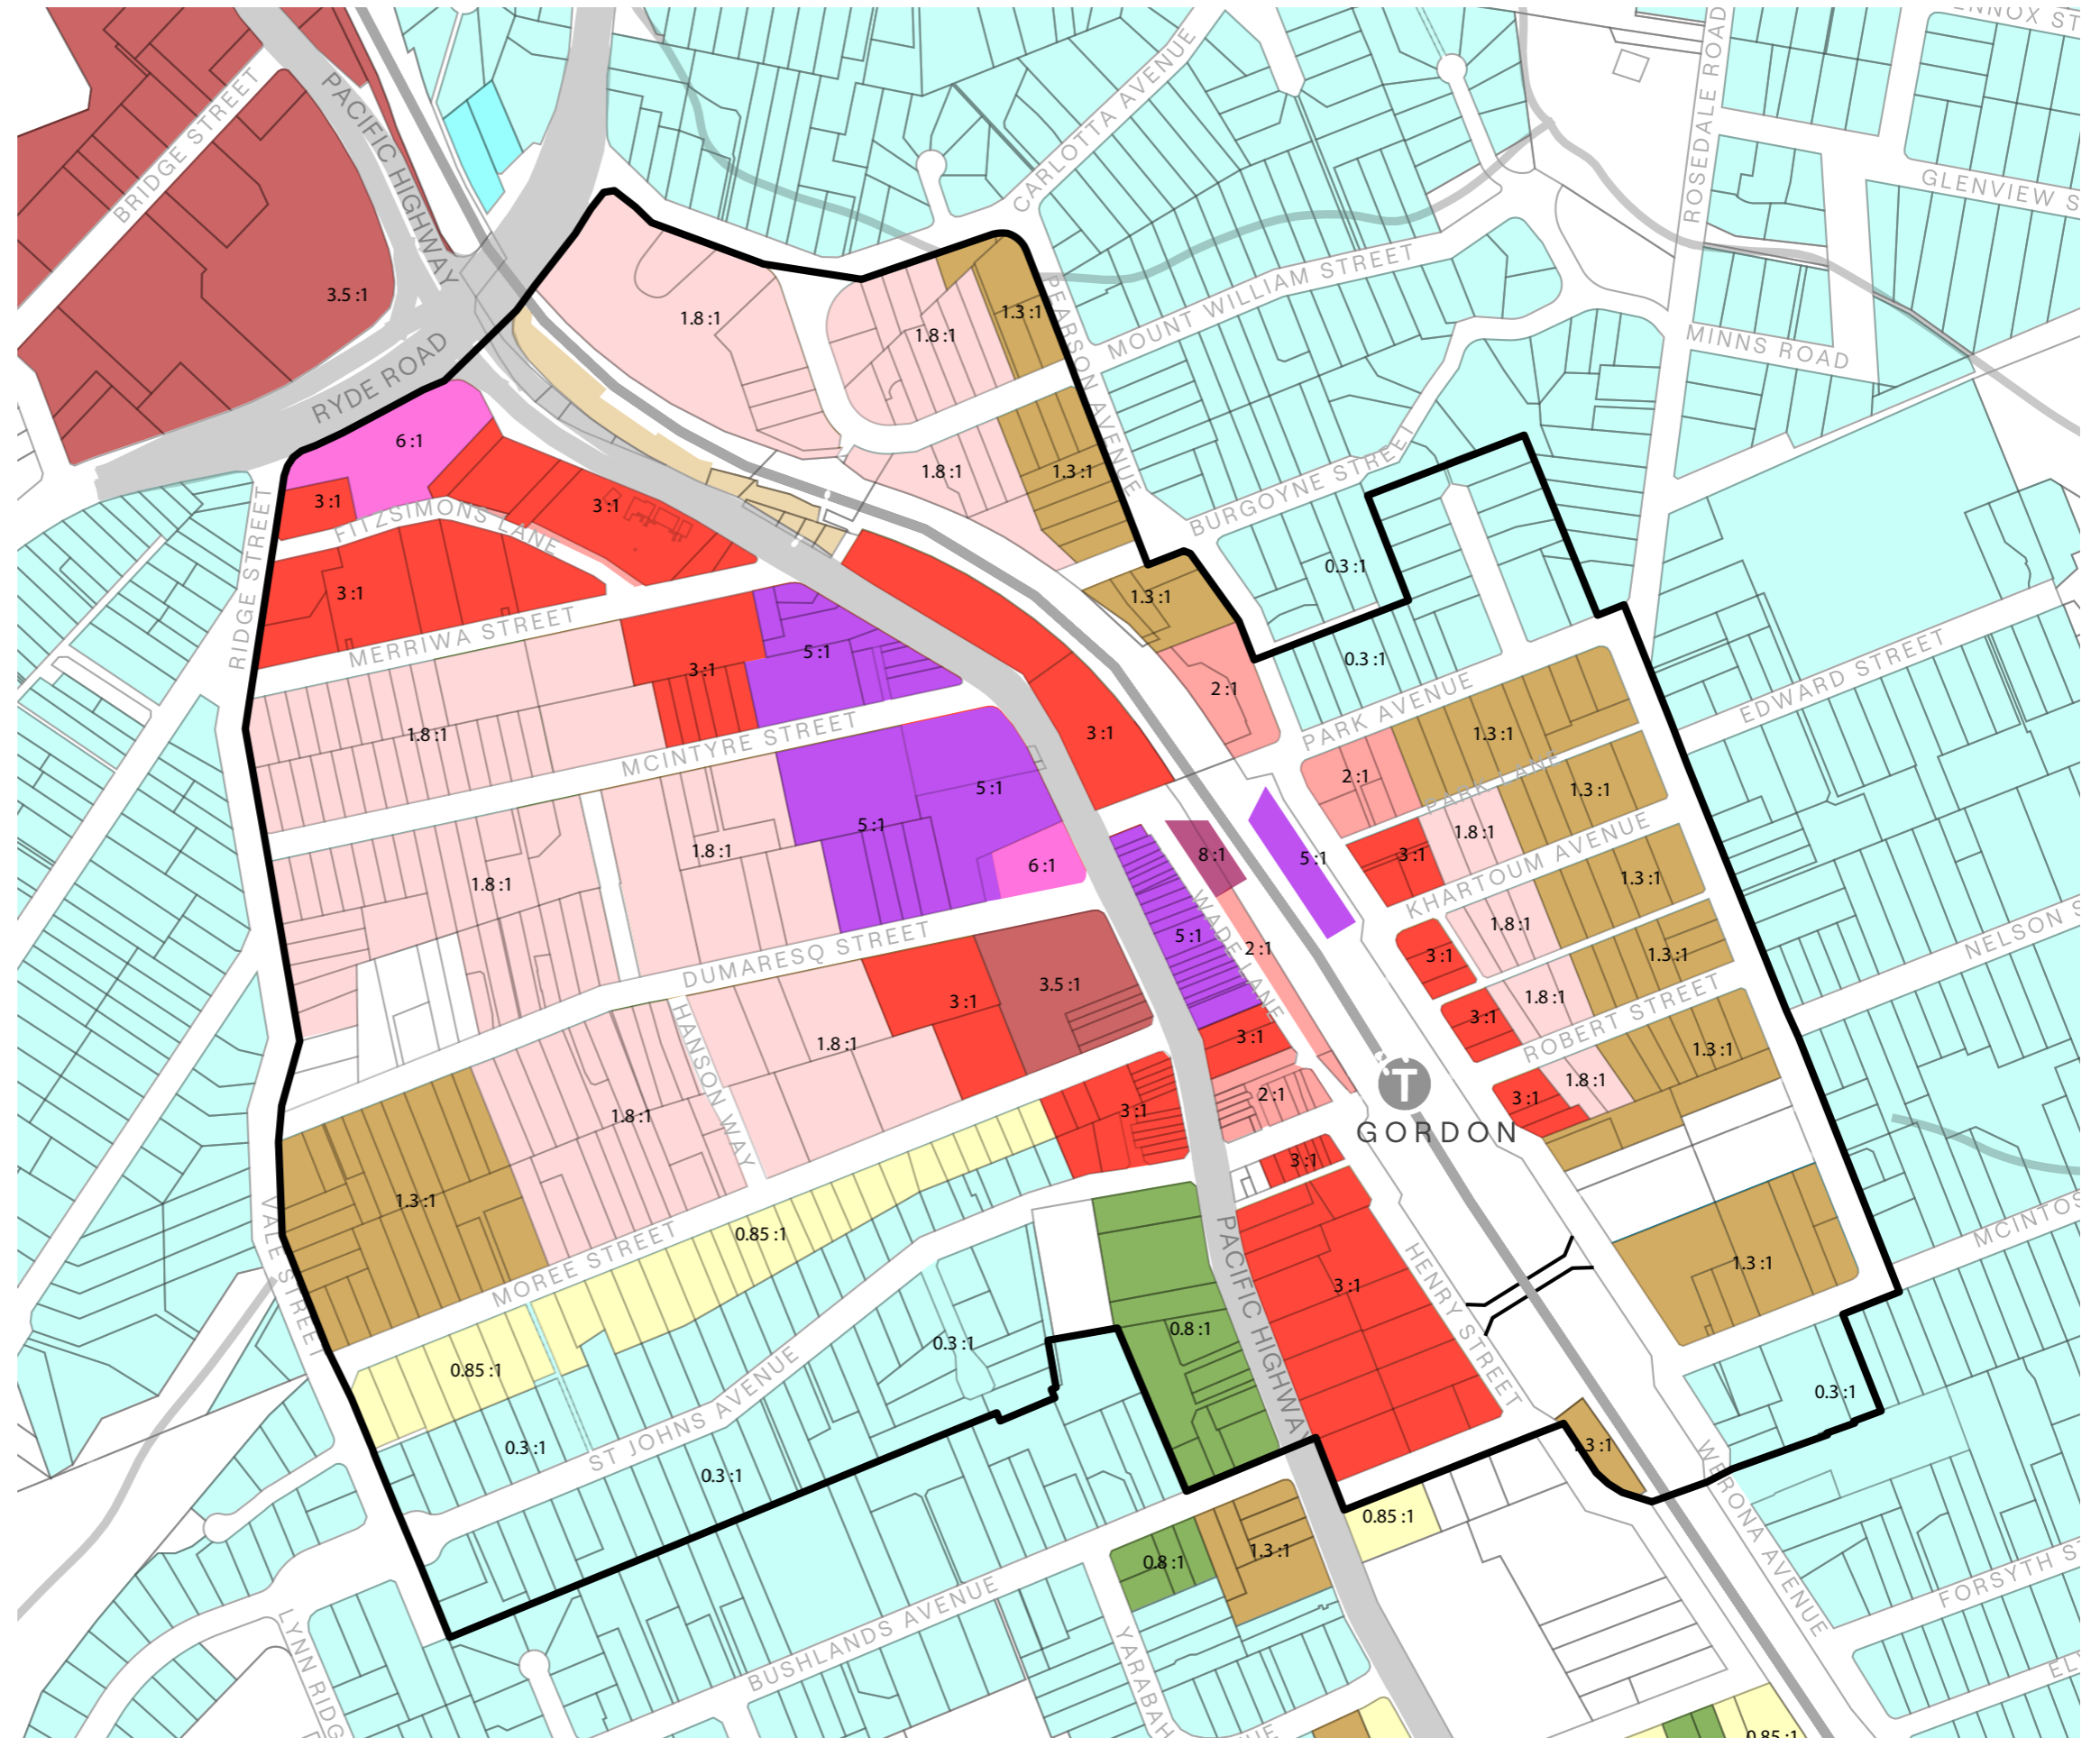 ENNOX ST
PACIFIC HIGHWAY
BRIDGE STREET
CARLOTTA AVENUE
ROSEDALE ROAD
GLENVIEW S
3.5 :1
RYDE ROAD
1.8 :1
1.8 :1
1.3 :1
PEARSON AVENUE
MOUNT WILLIAM STREET
MINNS ROAD
6 :1
3 :1
3 :1
1.8 :1
1.3 :1
BURGOYNE STREET
FITZSIMONS LANE
RIDGE STREET
3 :1
MERRIWA STREET
1.3 :1
0.3 :1
0.3 :1
3 :1
5 :1
2 :1
EDWARD STREET
1.8 :1
MCINTYRE STREET
3 :1
PARK AVENUE
1.3 :1
2 :1
PARK LANE
1.3 :1
5 :1
5 :1
1.8 :1
1.8 :1
6 :1
8 :1
5 :1
3 :1
1.8 :1
KHARTOUM AVENUE
1.3 :1
DUMARESQ STREET
5 :1
WADE LANE
2 :1
3 :1
1.8 :1
1.3 :1
NELSON S
3 :1
3.5 :1
1.8 :1
HANSON WAY
3 :1
3 :1
1.8 :1
ROBERT STREET
1.3 :1
1.8 :1
3 :1
2 :1
T
GORDON
3 :1
1.8 :1
1.3 :1
3 :1
VALE STREET
MOREE STREET
0.85 :1
PACIFIC HIGHWAY
3 :1
HENRY STREET
1.3 :1
MCINTOS
0.85 :1
0.3 :1
0.8 :1
0.3 :1
0.3 :1
ST JOHNS AVENUE
0.3 :1
.3 :1
WERONA AVENUE
0.85 :1
0.8 :1
1.3 :1
FORSYTH ST
LYNN RIDG
BUSHLANDS AVENUE
YARABAH
UE
EL
0.85 :1